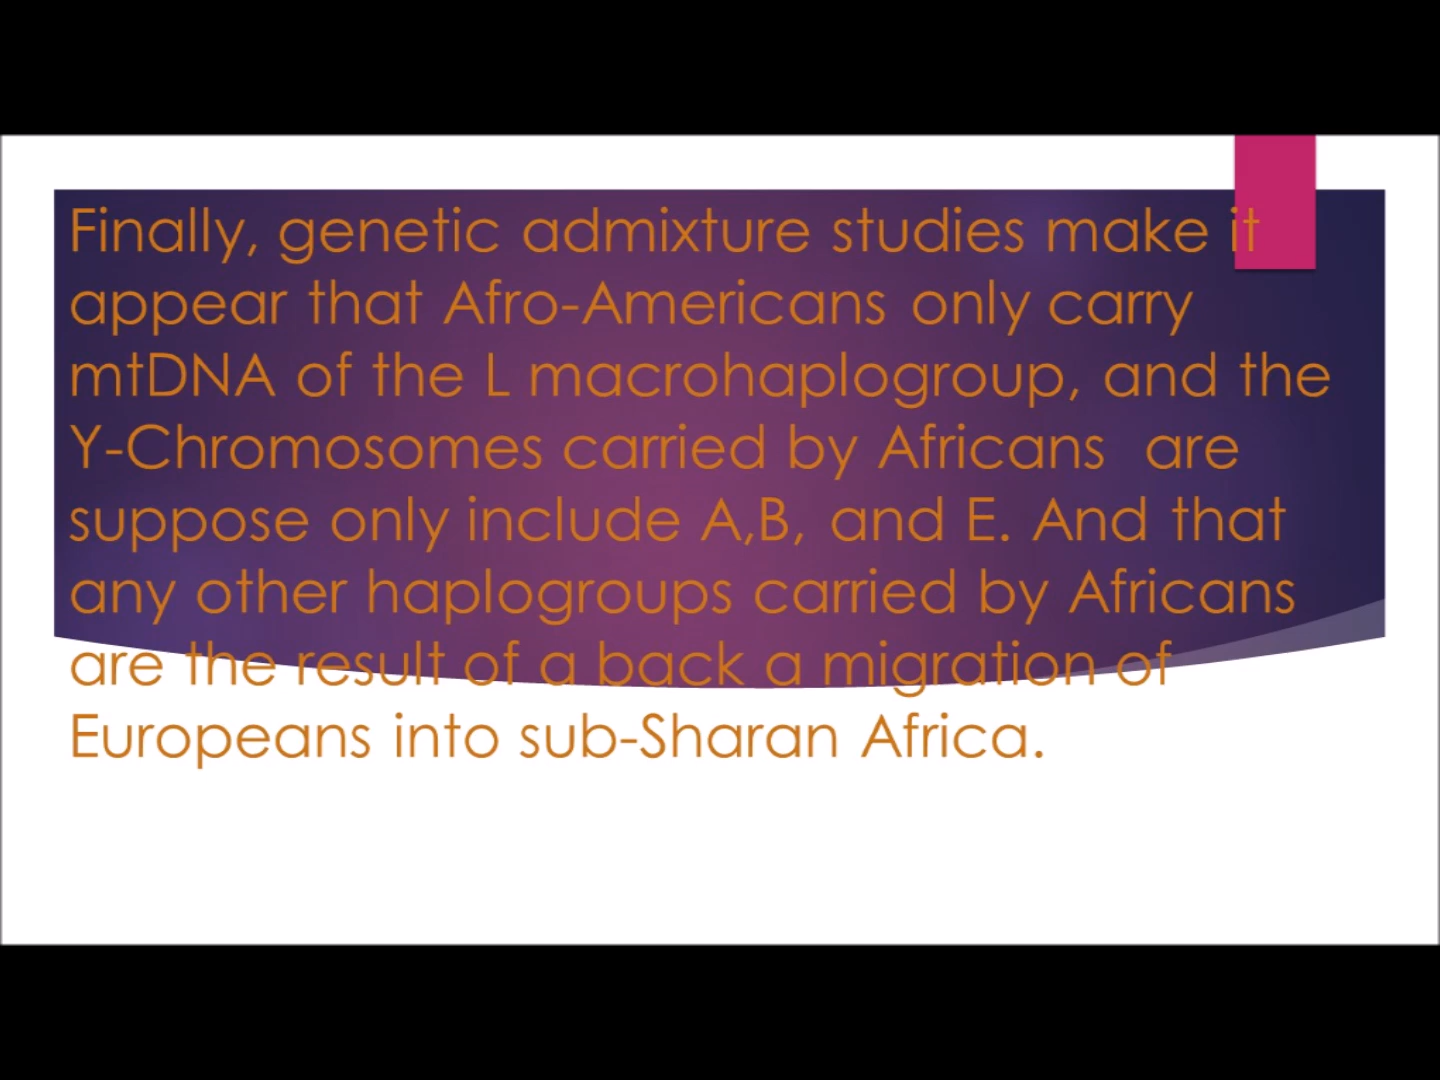 Finally, genetic admixture studies make it
appear that Afro-Americans only carry
mtDNA of the L macrohaplogroup, and the
Y-Chromosomes carried by Africans are
suppose only include A,B, and E. And that
any other haplogroups carried by Africans
are the result of a back a migration of
Europeans into sub-Sharan Africa.